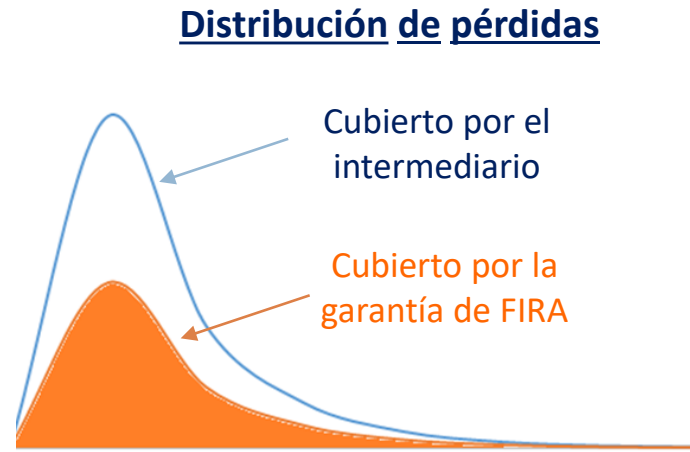 Distribución de pérdidas
Cubierto por el
intermediario
Cubierto por la
garantía de FIRA